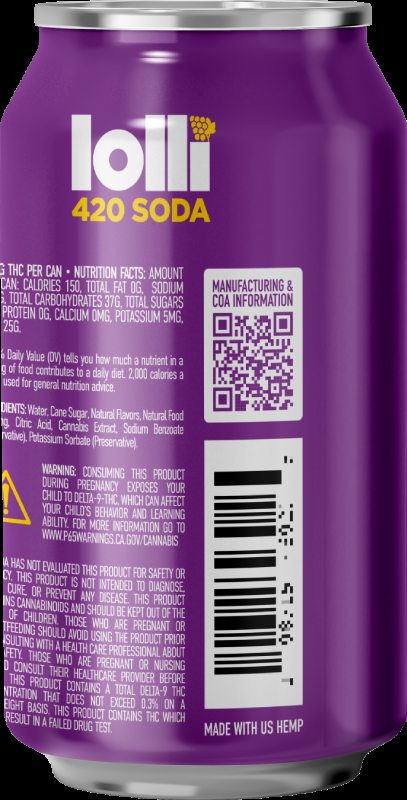 lolli
420 SODA
G THC PER CAN • NUTRITION FACTS: AMOUNT
CAN: CALORIES 150, TOTAL FAT 0G, SODIUM
G, TOTAL CARBOHYDRATES 37G, TOTAL SUGARS
PROTEIN 0G, CALCIUM 0MG, POTASSIUM 5MG,
25G.
% Daily Value (DV) tells you how much a nutrient in a
ng of food contributes to a daily diet. 2,000 calories a
used for general nutrition advice.
EDIENTS: Water, Cane Sugar, Natural Flavors, Natural Food
ng, Citric Acid, Cannabis Extract, Sodium Benzoate
ervative), Potassium Sorbate (Preservative).
WARNING: CONSUMING THIS PRODUCT
DURING PREGNANCY EXPOSES YOUR
CHILD TO DELTA-9-THC, WHICH CAN AFFECT
YOUR CHILD'S BEHAVIOR AND LEARNING
ABILITY. FOR MORE INFORMATION GO TO
WWW.P65WARNINGS.CA.GOV/CANNABIS
DA HAS NOT EVALUATED THIS PRODUCT FOR SAFETY OR
CY. THIS PRODUCT IS NOT INTENDED TO DIAGNOSE,
CURE, OR PREVENT ANY DISEASE. THIS PRODUCT
INS CANNABINOIDS AND SHOULD BE KEPT OUT OF THE
OF CHILDREN. THOSE WHO ARE PREGNANT OR
TFEEDING SHOULD AVOID USING THE PRODUCT PRIOR
NSULTING WITH A HEALTH CARE PROFESSIONAL ABOUT
AFETY. THOSE WHO ARE PREGNANT OR NURSING
D CONSULT THEIR HEALTHCARE PROVIDER BEFORE
THIS PRODUCT CONTAINS A TOTAL DELTA-9 THC
NTRATION THAT DOES NOT EXCEED 0.3% ON A
EIGHT BASIS. THIS PRODUCT CONTAINS THC WHICH
RESULT IN A FAILED DRUG TEST.
MANUFACTURING &
COA INFORMATION
MADE WITH US HEMP